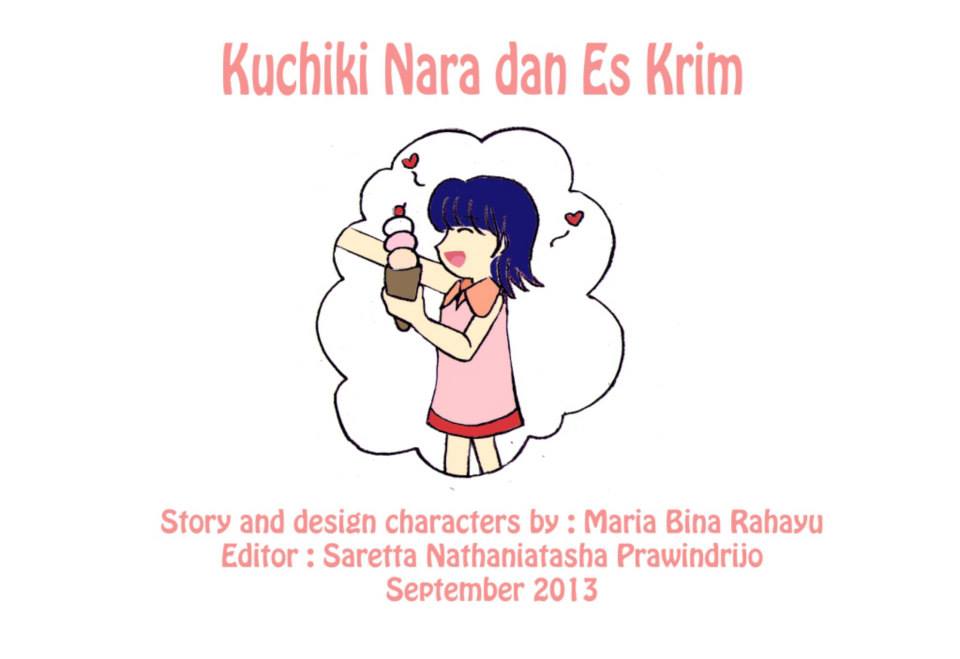 Kuchiki Nara dan Es Krim
Story and design characters by : Maria Bina Rahayu
Editor : Saretta Nathaniatasha Prawindrijo
September 2013